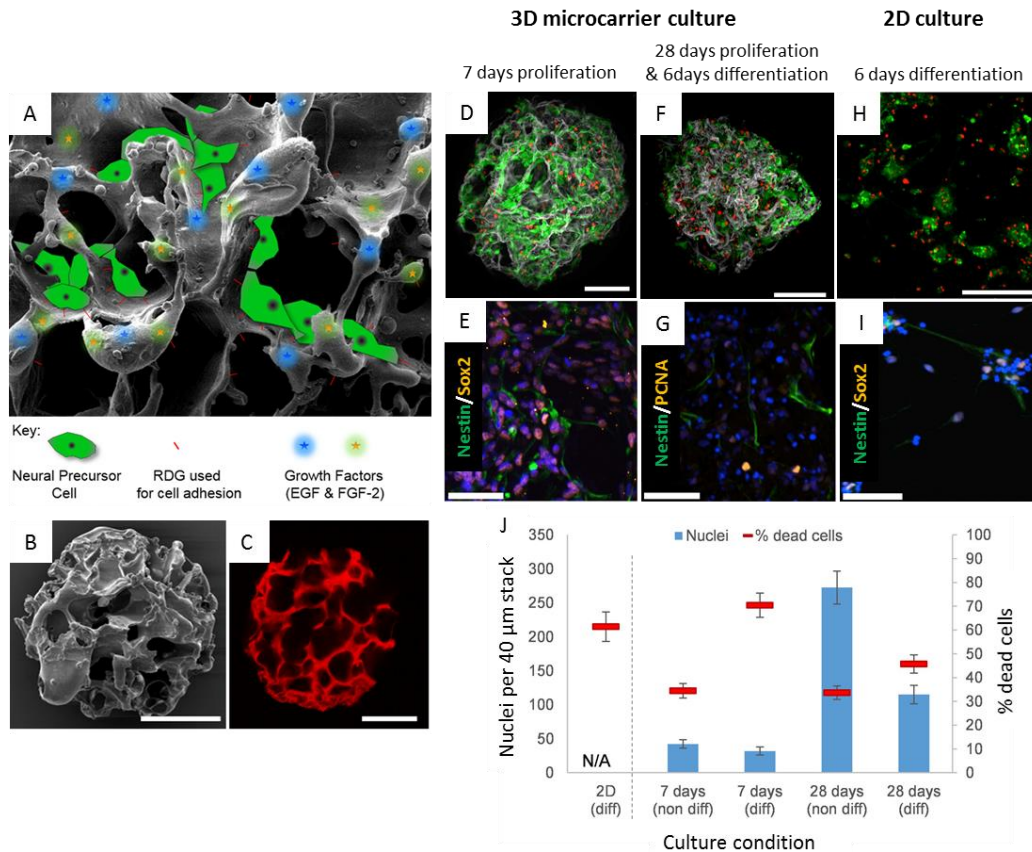 3D microcarrier culture
2D culture
7 days proliferation
28 days proliferation
& 6days differentiation
6 days differentiation
A
Key:
Neural Precursor
Cell
RDG used
for cell adhesion
Growth Factors
(EGF & FGF-2)
B
C
D
F
H
E
Nestin/Sox2
G
Nestin/PCNA
I
Nestin/Sox2
J
Nuclei
% dead cells
Nuclei per 40 µm stack
350
300
250
200
150
100
50
0
N/A
100
90
80
70
60
50
40
30
20
10
0
% dead cells
2D
(diff)
7 days
(non diff)
7 days
(diff)
28 days
(non diff)
28 days
(diff)
Culture condition